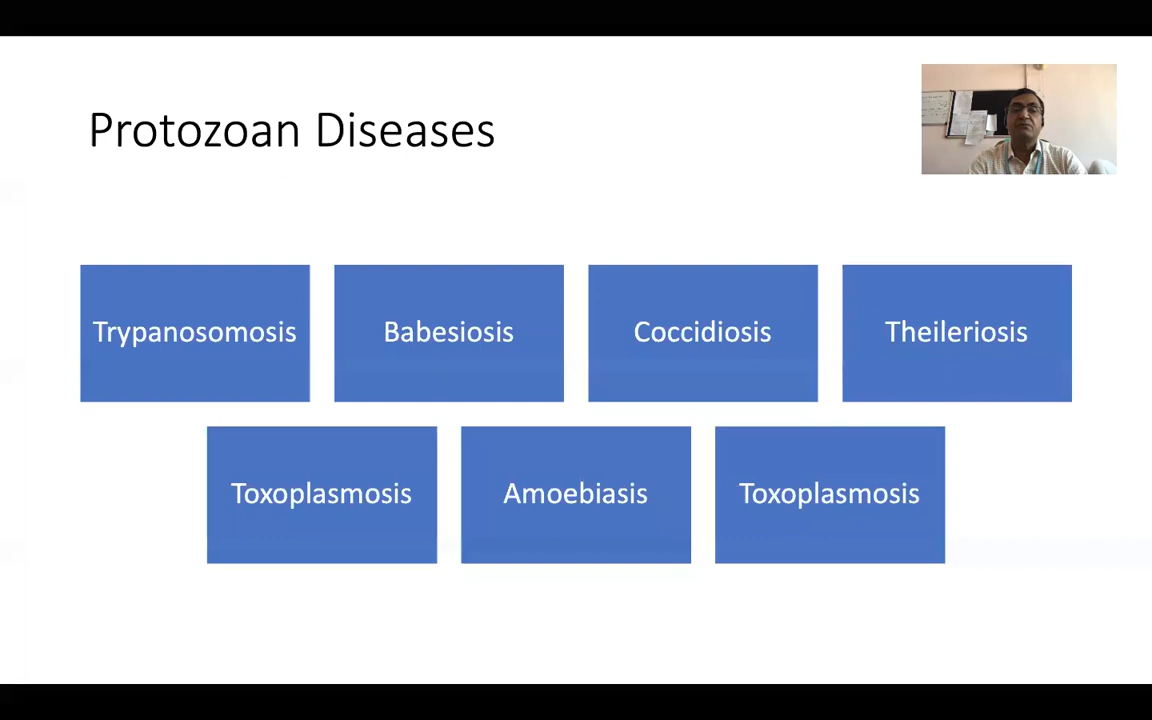 Protozoan Diseases
Trypanosomosis
Babesiosis
Coccidiosis
Theileriosis
Toxoplasmosis
Amoebiasis
Toxoplasmosis